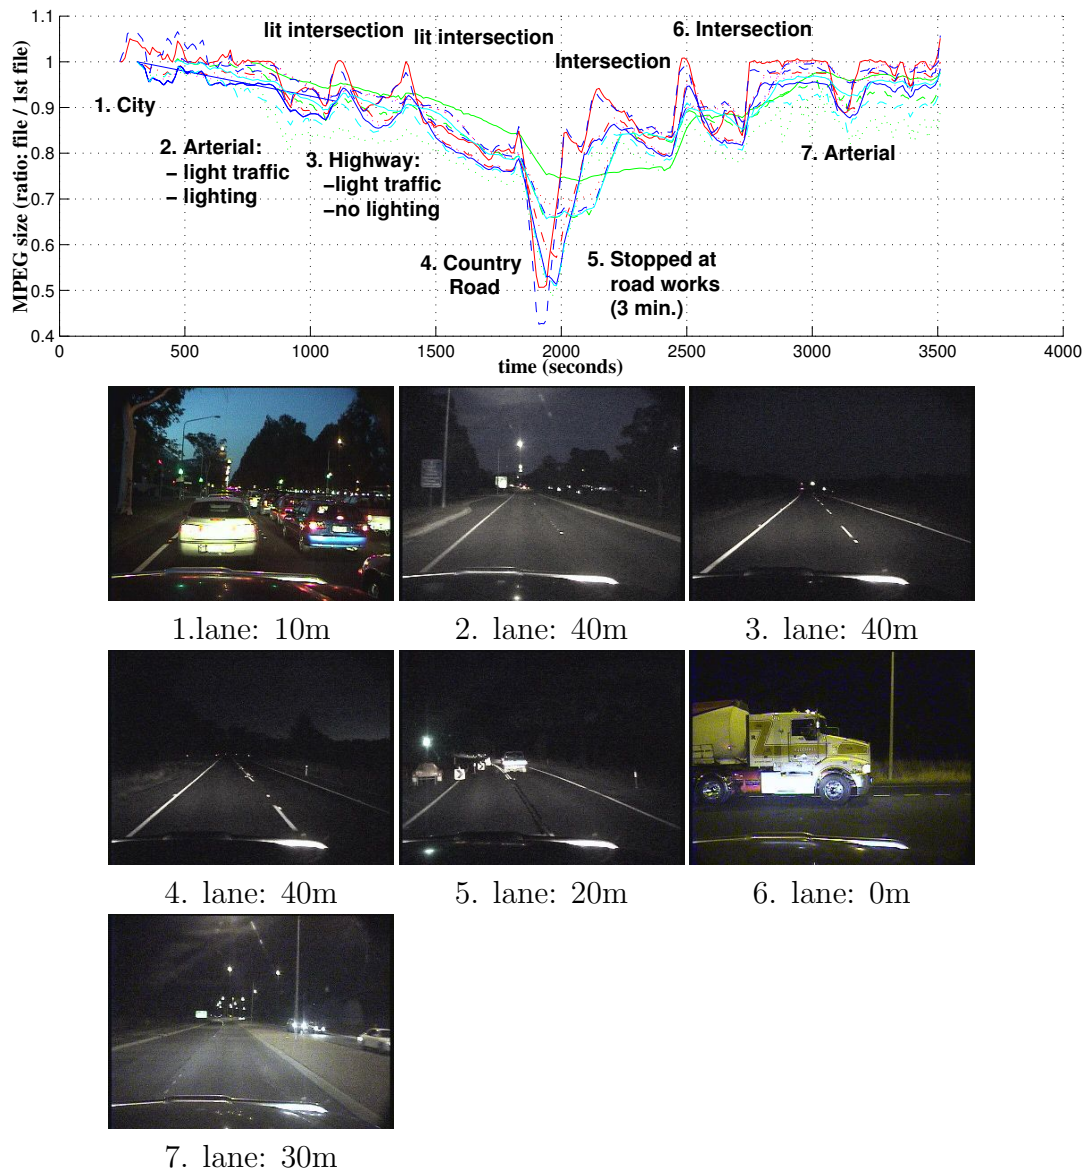 MPEG size (ratio: file / 1st file)
1.1
1
0.9
0.8
0.7
0.6
0.5
0.4
lit intersection
lit intersection
6. Intersection
Intersection
1. City
2. Arterial:
– light traffic
– lighting
3. Highway:
–light traffic
–no lighting
7. Arterial
4. Country
Road
5. Stopped at
road works
(3 min.)
0 500 1000 1500 2000 2500 3000 3500 4000
time (seconds)
1.lane: 10m
2. lane: 40m
3. lane: 40m
4. lane: 40m
5. lane: 20m
6. lane: 0m
7. lane: 30m